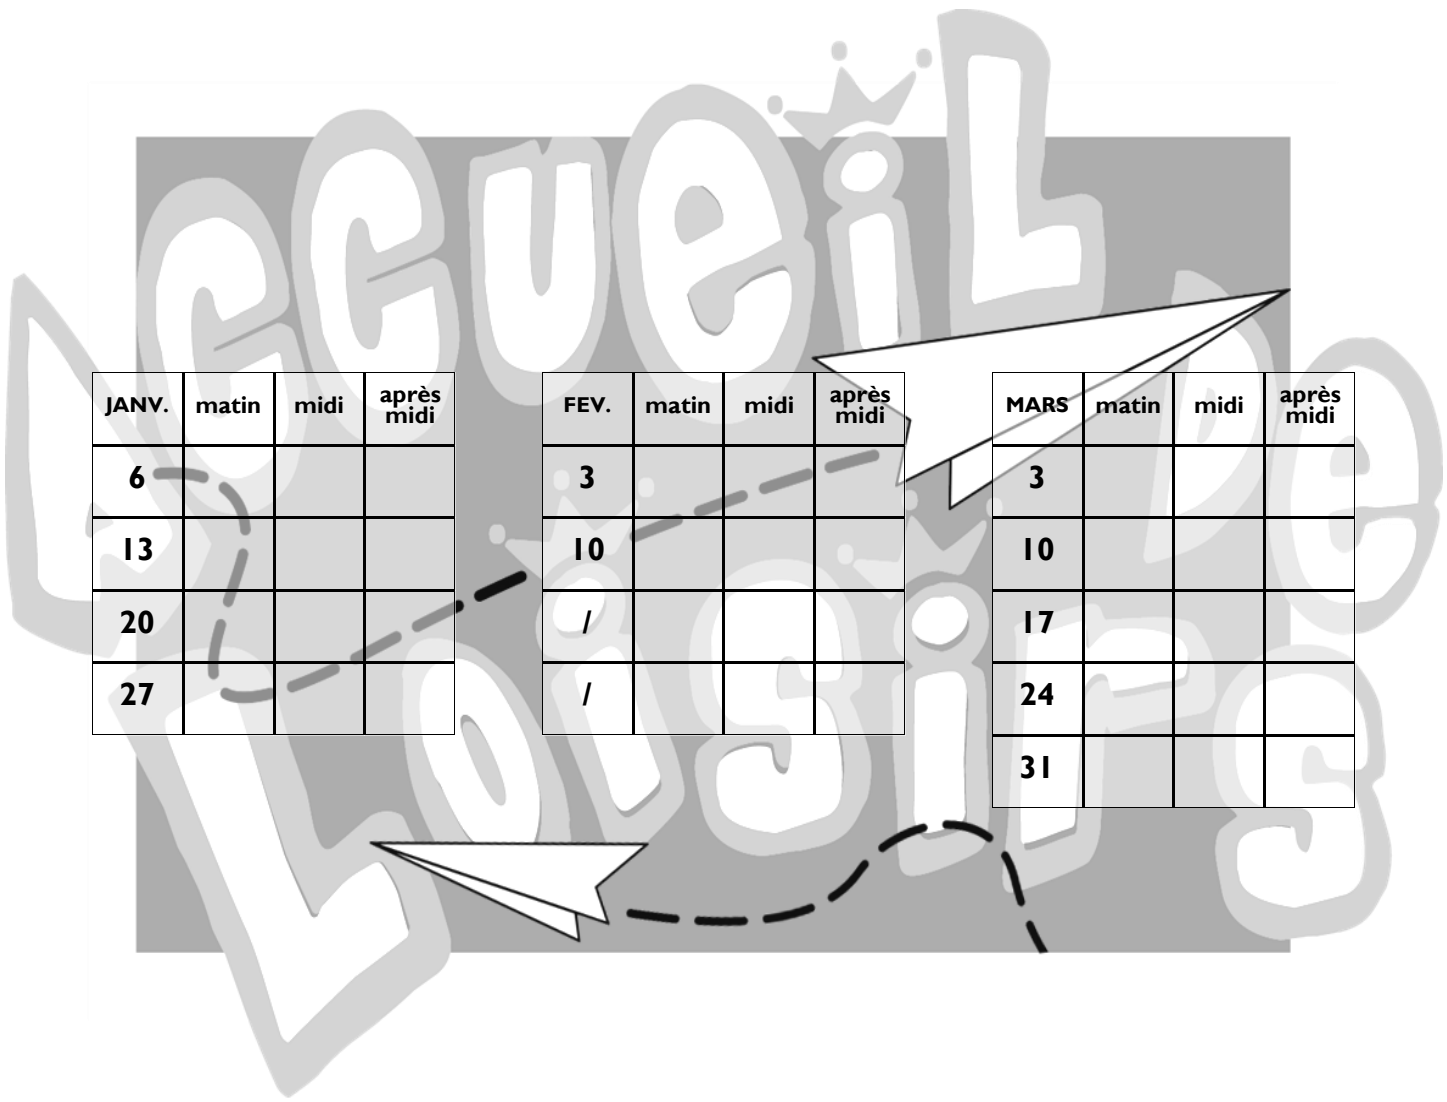 Accueil
De
Loisirs
JANV. matin midi après midi
6
13
20
27
FEV. matin midi après midi
3
10
/
/
MARS matin midi après midi
3
10
17
24
31